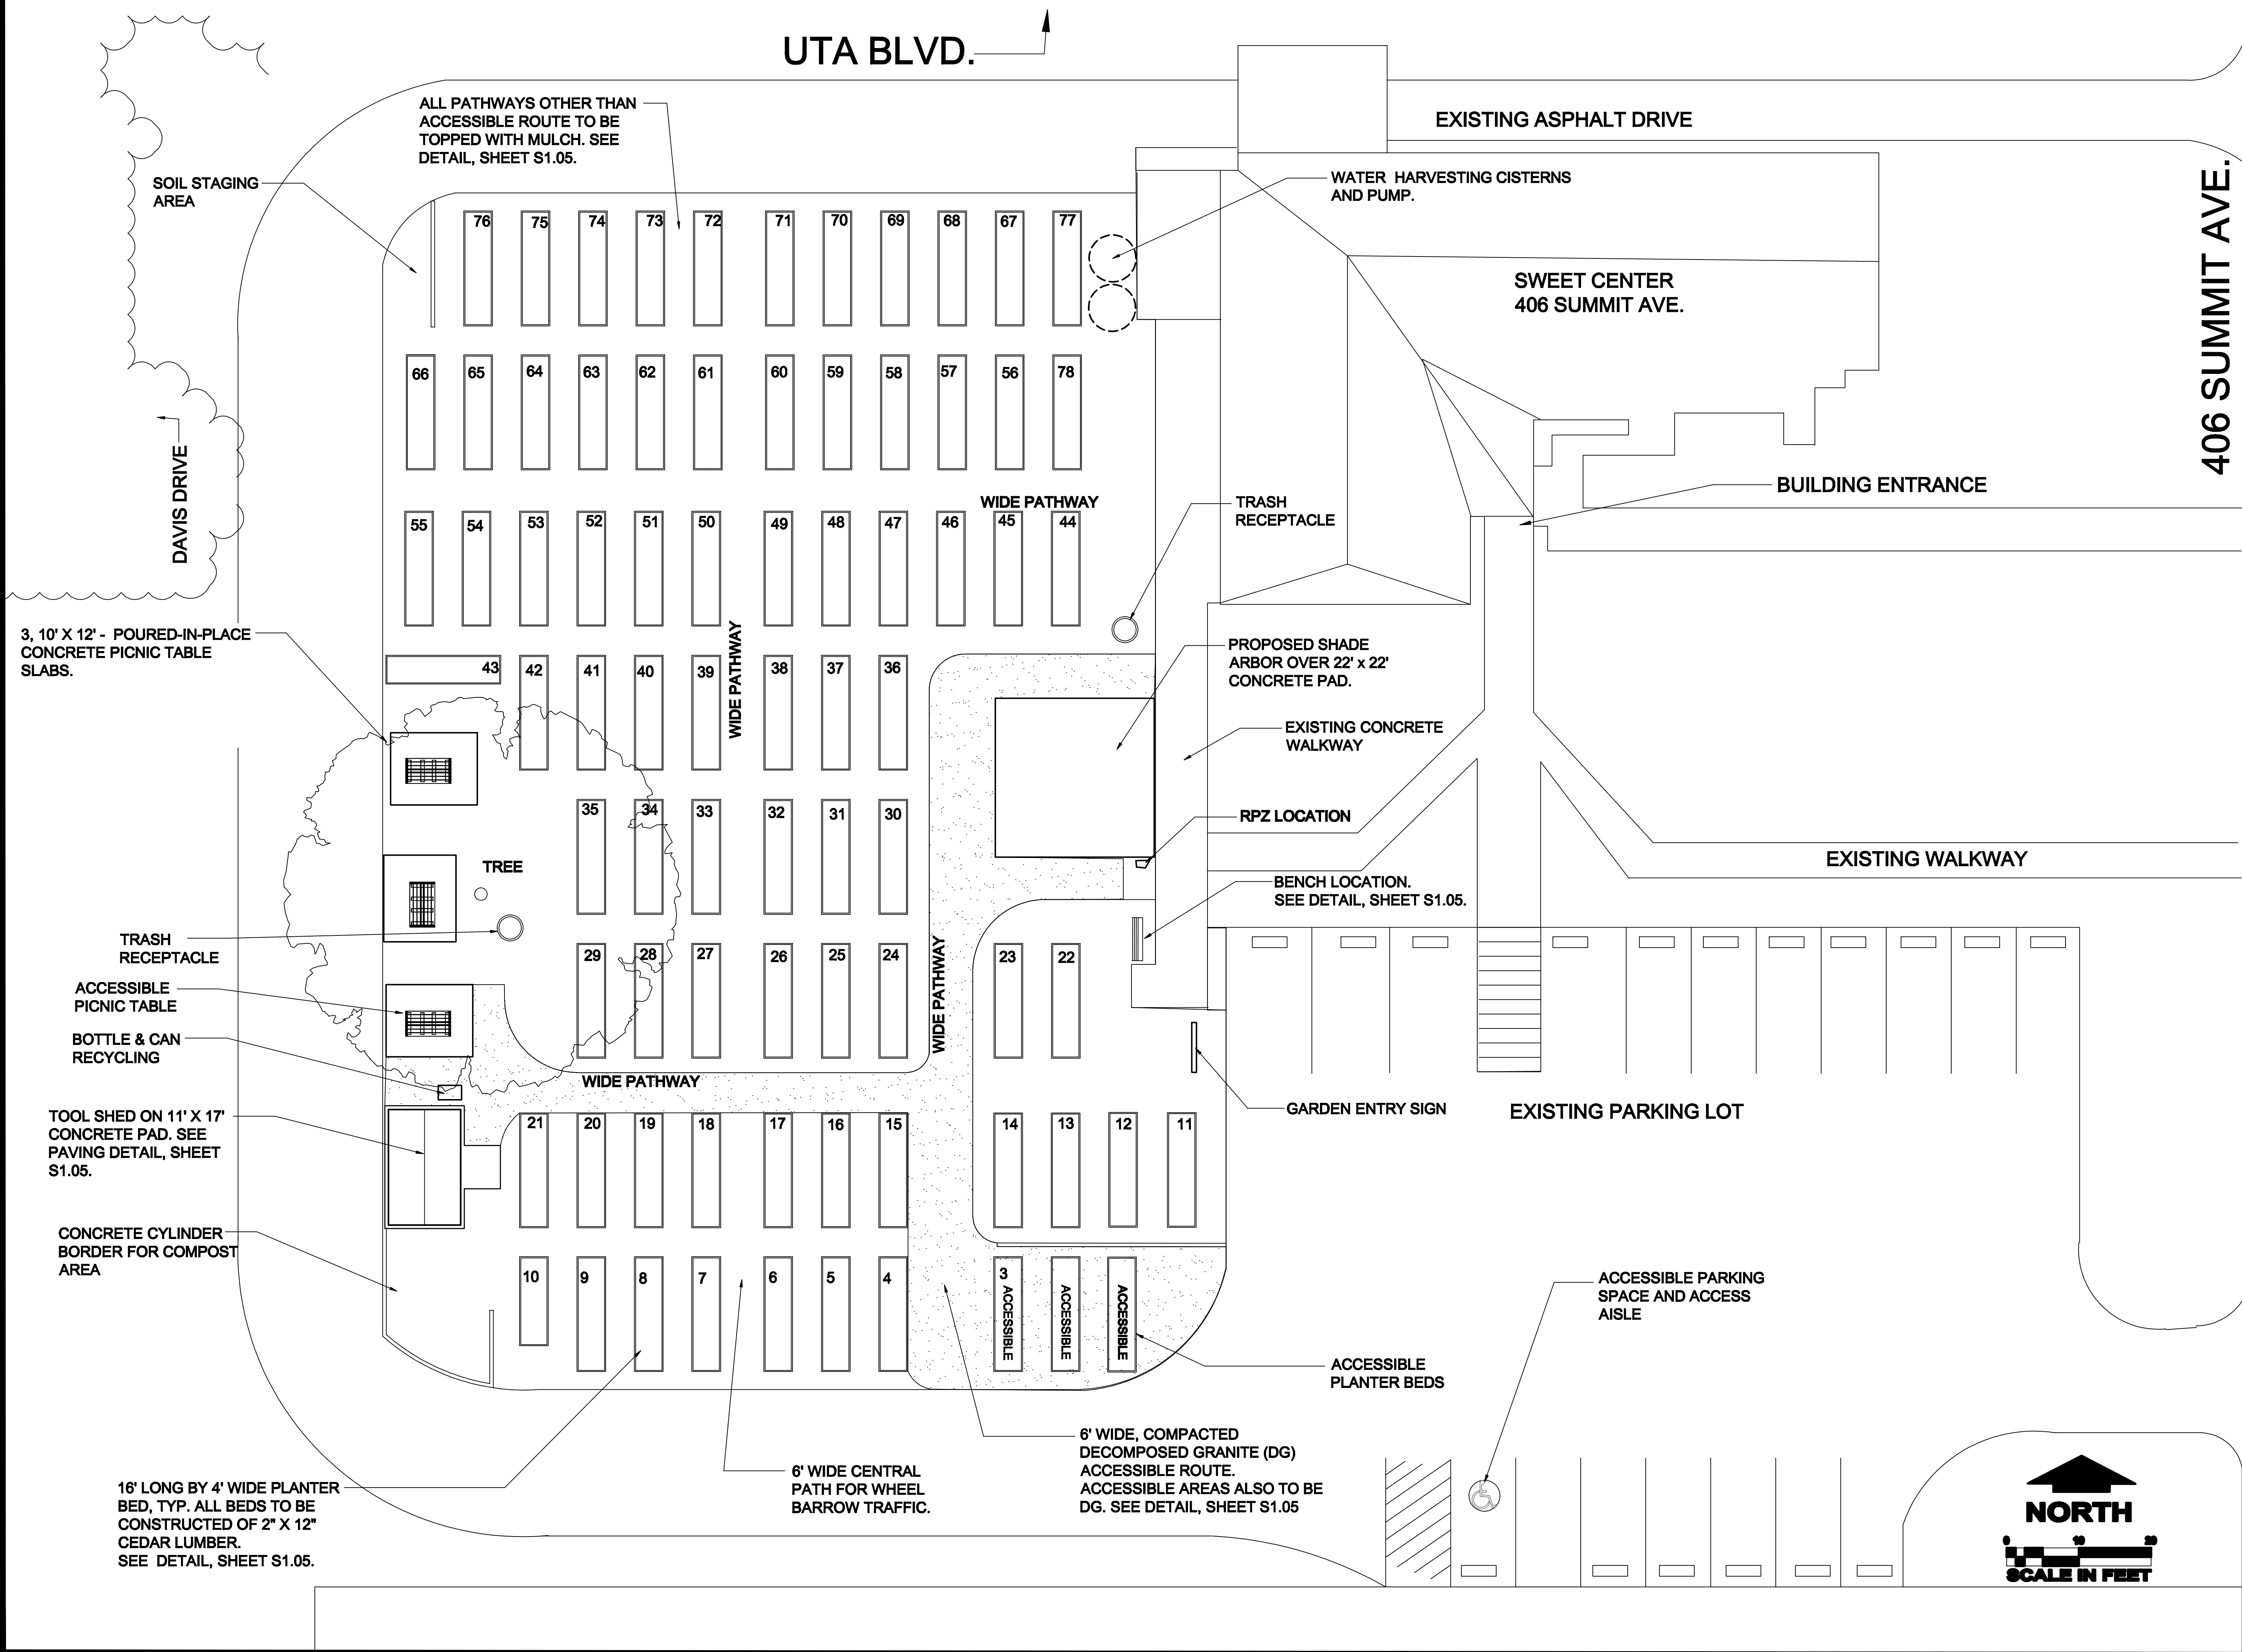 UTA BLVD.
ALL PATHWAYS OTHER THAN
ACCESSIBLE ROUTE TO BE
TOPPED WITH MULCH. SEE
DETAIL, SHEET S1.05.
EXISTING ASPHALT DRIVE
SOIL STAGING
AREA
WATER HARVESTING CISTERNS
AND PUMP.
406 SUMMIT AVE.
76 75 74 73 72 71 70 69 68 67 77
SWEET CENTER
406 SUMMIT AVE.
66 65 64 63 62 61 60 59 58 57 56 78
DAVIS DRIVE
WIDE PATHWAY
TRASH
RECEPTACLE
BUILDING ENTRANCE
55 54 53 52 51 50 49 48 47 46 45 44
3, 10' X 12' - POURED-IN-PLACE
CONCRETE PICNIC TABLE
SLABS.
WIDE PATHWAY
PROPOSED SHADE
ARBOR OVER 22' x 22'
CONCRETE PAD.
43 42 41 40 39 38 37 36
EXISTING CONCRETE
WALKWAY
35 34 33 32 31 30
RPZ LOCATION
TREE
EXISTING WALKWAY
BENCH LOCATION.
SEE DETAIL, SHEET S1.05.
TRASH
RECEPTACLE
29 28 27 26 25 24
WIDE PATHWAY
23 22
ACCESSIBLE
PICNIC TABLE
BOTTLE & CAN
RECYCLING
WIDE PATHWAY
GARDEN ENTRY SIGN
EXISTING PARKING LOT
TOOL SHED ON 11' X 17'
CONCRETE PAD. SEE
PAVING DETAIL, SHEET
S1.05.
21 20 19 18 17 16 15 14 13 12 11
CONCRETE CYLINDER
BORDER FOR COMPOST
AREA
10 9 8 7 6 5 4 3
ACCESSIBLE
ACCESSIBLE
ACCESSIBLE
ACCESSIBLE PARKING
SPACE AND ACCESS
AISLE
ACCESSIBLE
PLANTER BEDS
6' WIDE, COMPACTED
DECOMPOSED GRANITE (DG)
ACCESSIBLE ROUTE.
ACCESSIBLE AREAS ALSO TO BE
DG. SEE DETAIL, SHEET S1.05
6' WIDE CENTRAL
PATH FOR WHEEL
BARROW TRAFFIC.
16' LONG BY 4' WIDE PLANTER
BED, TYP. ALL BEDS TO BE
CONSTRUCTED OF 2" X 12"
CEDAR LUMBER.
SEE DETAIL, SHEET S1.05.
NORTH
0 10 20
SCALE IN FEET